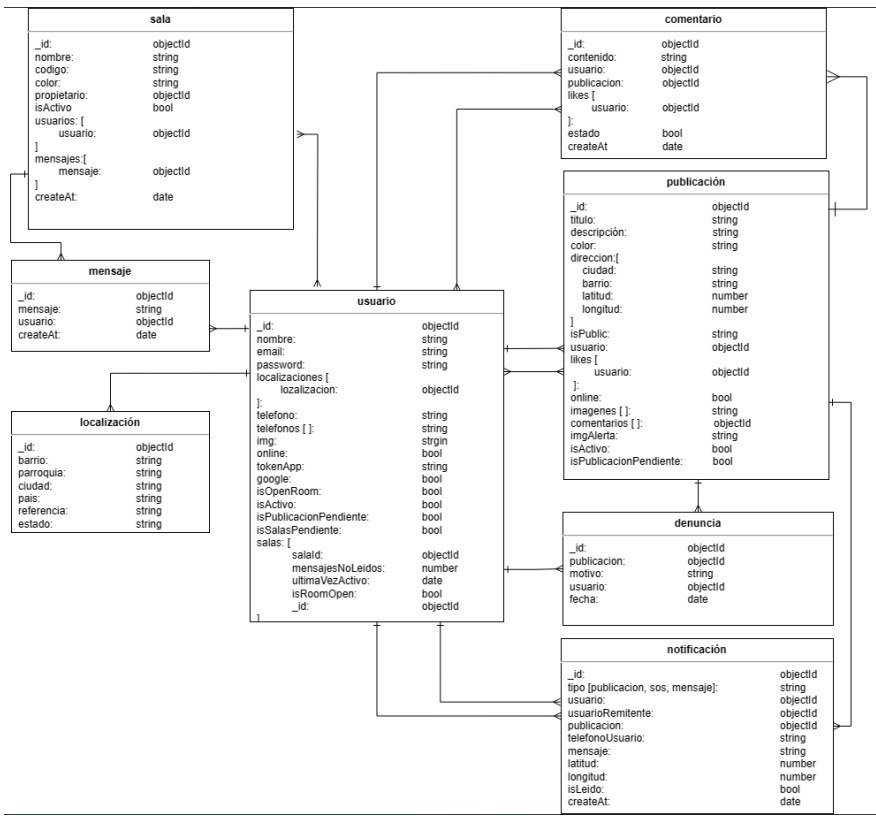 sala
_id: objectId
nombre: string
codigo: string
color: string
propietario: objectId
isActivo bool
usuarios: [
usuario: objectId
]
mensajes:[
mensaje: objectId
]
createAt: date
comentario
_id: objectId
contenido: string
usuario: objectId
publicacion: objectId
likes [
usuario: objectId
]:
estado bool
createAt date
publicación
_id: objectId
titulo: string
descripción: string
color: string
direccion:[
ciudad: string
barrio: string
latitud: number
longitud: number
]
isPublic: string
usuario: objectId
likes [
usuario: objectId
]:
online: bool
imagenes [ ]: string
comentarios [ ]: objectId
imgAlerta: string
isActivo: bool
isPublicacionPendiente: bool
mensaje
_id: objectId
mensaje: string
usuario: objectId
createAt: date
usuario
_id: objectId
nombre: string
email: string
password: string
localizaciones [
lozalizacion: objectId
]:
telefono: string
telefonos [ ]: string
img: strgin
online: bool
tokenApp: string
google: bool
isOpenRoom: bool
isActivo: bool
isPublicacionPendiente: bool
isSalasPendiente: bool
salas: [
salaId: objectId
mensajesNoLeidos: number
ultimaVezActivo: date
isRoomOpen: bool
_id: objectId
]
localización
_id: objectId
barrio: string
parroquia: string
ciudad: string
pais: string
referencia: string
estado: string
denuncia
_id: objectId
publicacion: objectId
motivo: string
usuario: objectId
fecha: date
notificación
_id: objectId
tipo [publicacion, sos, mensaje]: string
usuario: objectId
usuarioRemitente: objectId
publicacion: objectId
telefonoUsuario: string
mensaje: string
latitud: number
longitud: number
isLeido: bool
createAt: date